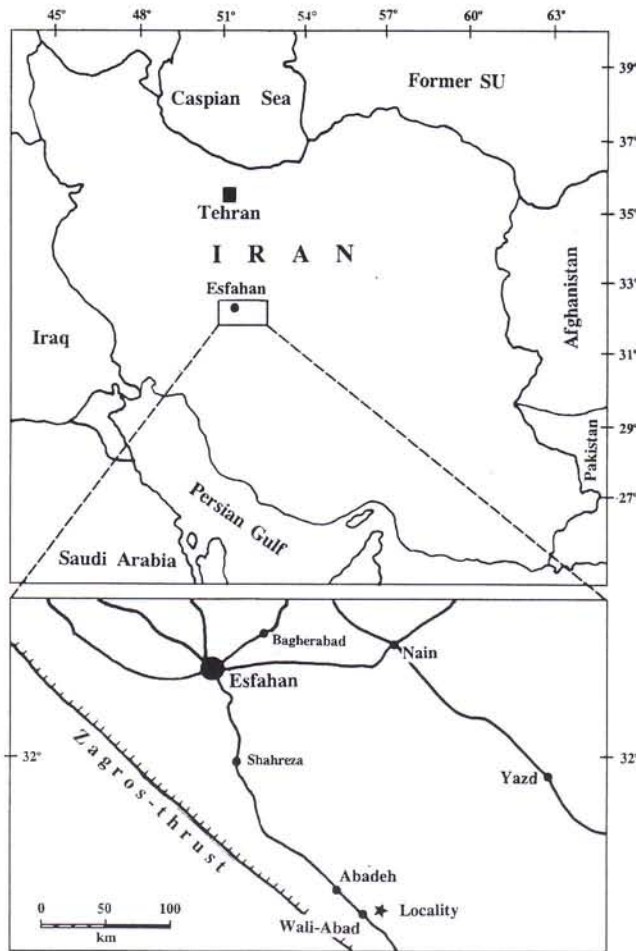 45° 48° 51° 57° 60° 63°
Caspian Sea
Former SU
39°
37°
35°
Tehran
I R A N
Esfahan
33°
Iraq
31°
Afghanistan
29°
Pakistan
27°
Persian Gulf
Saudi Arabia
Bagherabad
Nain
Esfahan
32° Shahreza 32°
Zagros-thrust
Yazd
Abadeh
Locality
Wali-Abad
0 50 100
km